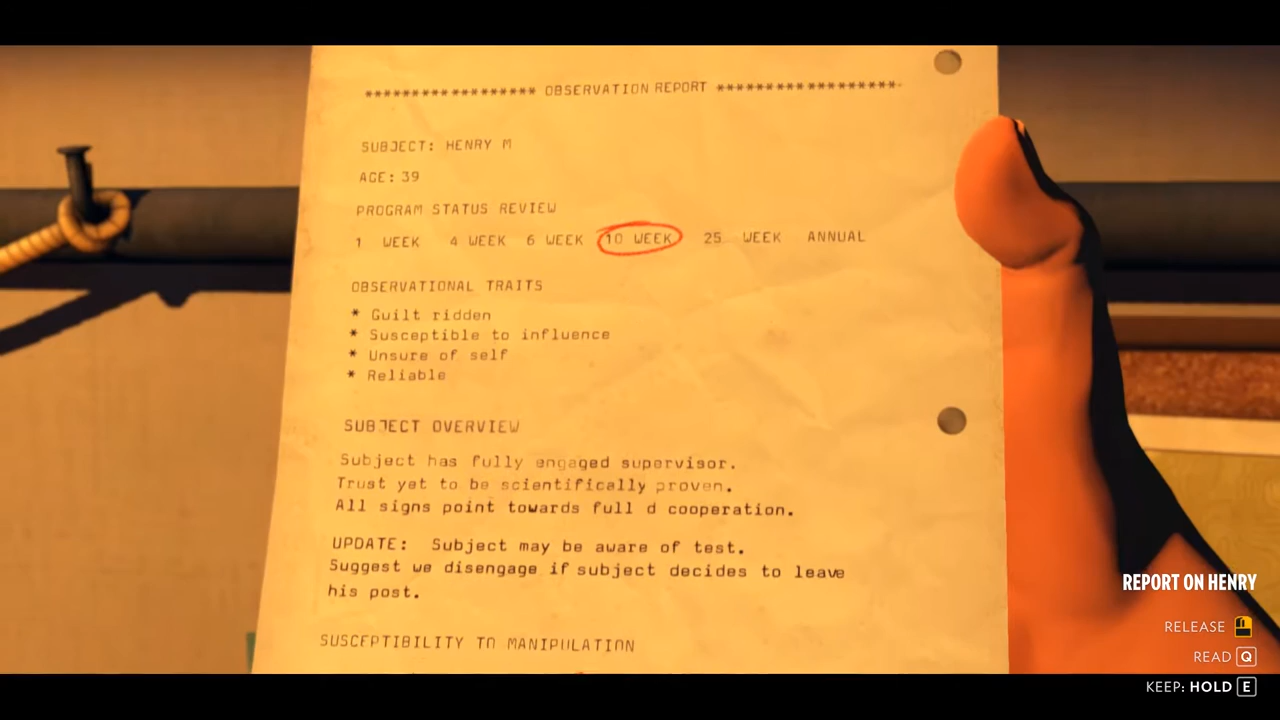 ***************** OBSERVATION REPORT ******************
SUBJECT: HENRY M
AGE: 39
PROGRAM STATUS REVIEW
1 WEEK 4 WEEK 6 WEEK 10 WEEK 25 WEEK ANNUAL
OBSERVATIONAL TRAITS
* Guilt ridden
* Susceptible to influence
* Unsure of self
* Reliable
SUBJECT OVERVIEW
Subject has fully engaged supervisor.
Trust yet to be scientifically proven.
All signs point towards full d cooperation.
UPDATE: Subject may be aware of test.
Suggest we disengage if subject decides to leave
his post.
SUSCEPTIBILITY TO MANIPULATION
REPORT ON HENRY
RELEASE
READ Q
KEEP: HOLD E